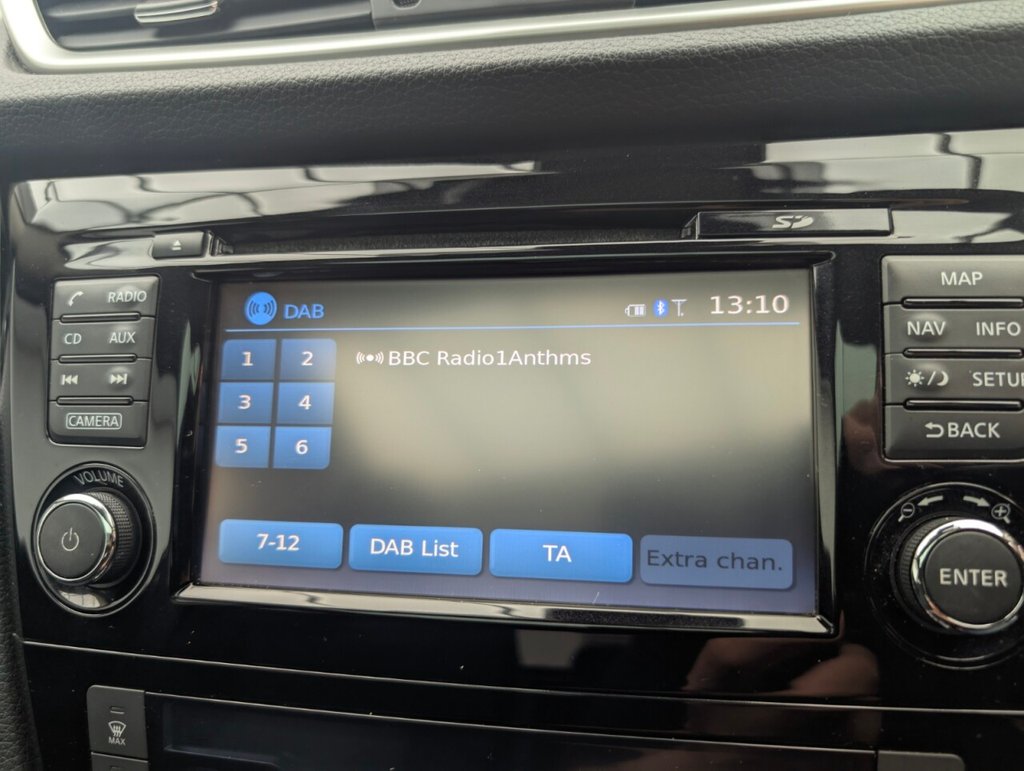 SD
RADIO
CD AUX
CAMERA
VOLUME
DAB 13:10
1 2
3 4
5 6
BBC Radio1Anthms
7-12 DAB List TA Extra chan.
MAP
NAV INFO
SETUP
BACK
ENTER
MAX